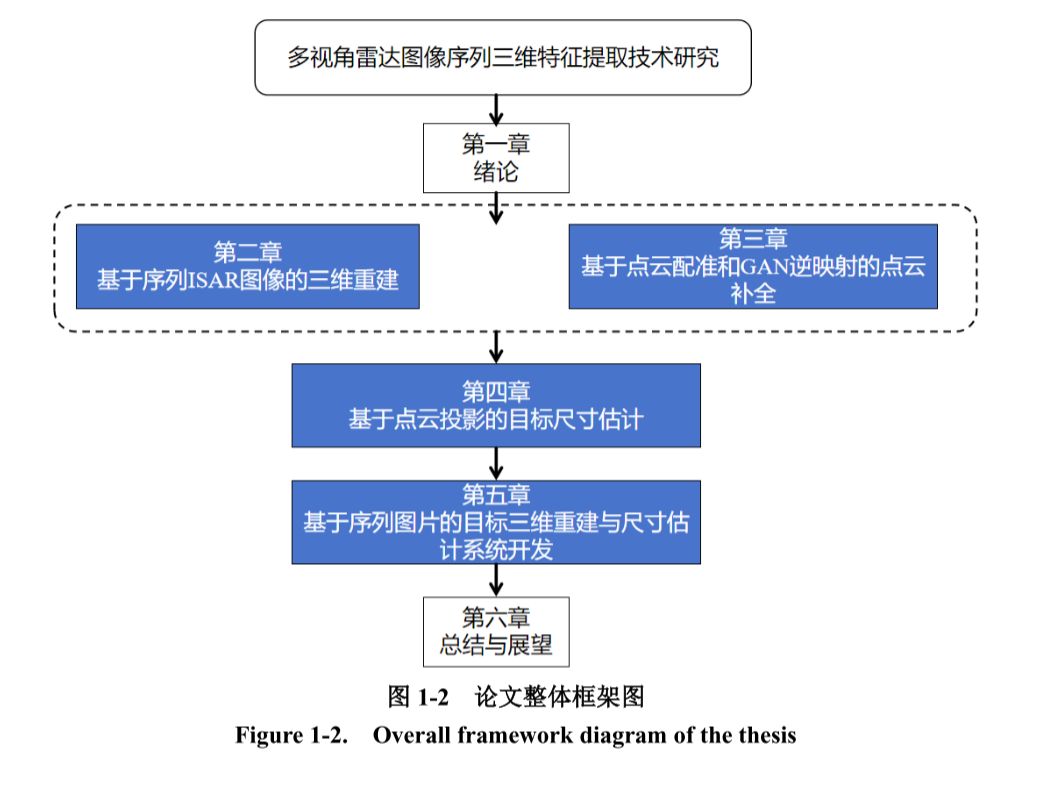 多视角雷达图像序列三维特征提取技术研究
第一章
绪论
第二章
基于序列ISAR图像的三维重建
第三章
基于点云配准和GAN逆映射的点云
补全
第四章
基于点云投影的目标尺寸估计
第五章
基于序列图片的目标三维重建与尺寸估
计系统开发
第六章
总结与展望
图 1-2 论文整体框架图
Figure 1-2. Overall framework diagram of the thesis